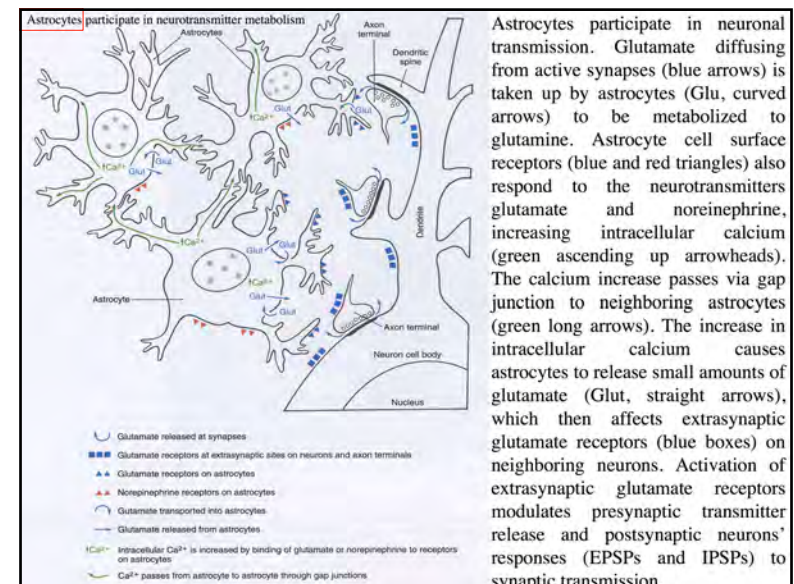 Astrocytes participate in neurotransmitter metabolism
Astrocytes
Axon
terminal
Dendritic
spine
Glut
↑Ca²⁺
Glut
↑Ca²⁺
Glut
Glut
↑Ca²⁺
Glut
Glut
Dendrite
↑Ca²⁺
Glut
Glut
Astrocyte
Axon terminal
Neuron cell body
Nucleus
Glutamate released at synapses
Glutamate receptors at extrasynaptic sites on neurons and axon terminals
Glutamate receptors on astrocytes
Norepinephrine receptors on astrocytes
Gutamate transported into astrocytes
Glutamate released from astrocytes
↑Ca²⁺ Intracellular Ca²⁺ is increased by binding of glutamate or norepinephrine to receptors
on astrocytes
Ca²⁺ passes from astrocyte to astrocyte through gap junctions
Astrocytes participate in neuronal
transmission. Glutamate diffusing
from active synapses (blue arrows) is
taken up by astrocytes (Glu, curved
arrows) to be metabolized to
glutamine. Astrocyte cell surface
receptors (blue and red triangles) also
respond to the neurotransmitters
glutamate and noreinephrine,
increasing intracellular calcium
(green ascending up arrowheads).
The calcium increase passes via gap
junction to neighboring astrocytes
(green long arrows). The increase in
intracellular calcium causes
astrocytes to release small amounts of
glutamate (Glut, straight arrows),
which then affects extrasynaptic
glutamate receptors (blue boxes) on
neighboring neurons. Activation of
extrasynaptic glutamate receptors
modulates presynaptic transmitter
release and postsynaptic neurons'
responses (EPSPs and IPSPs) to
synaptic transmission